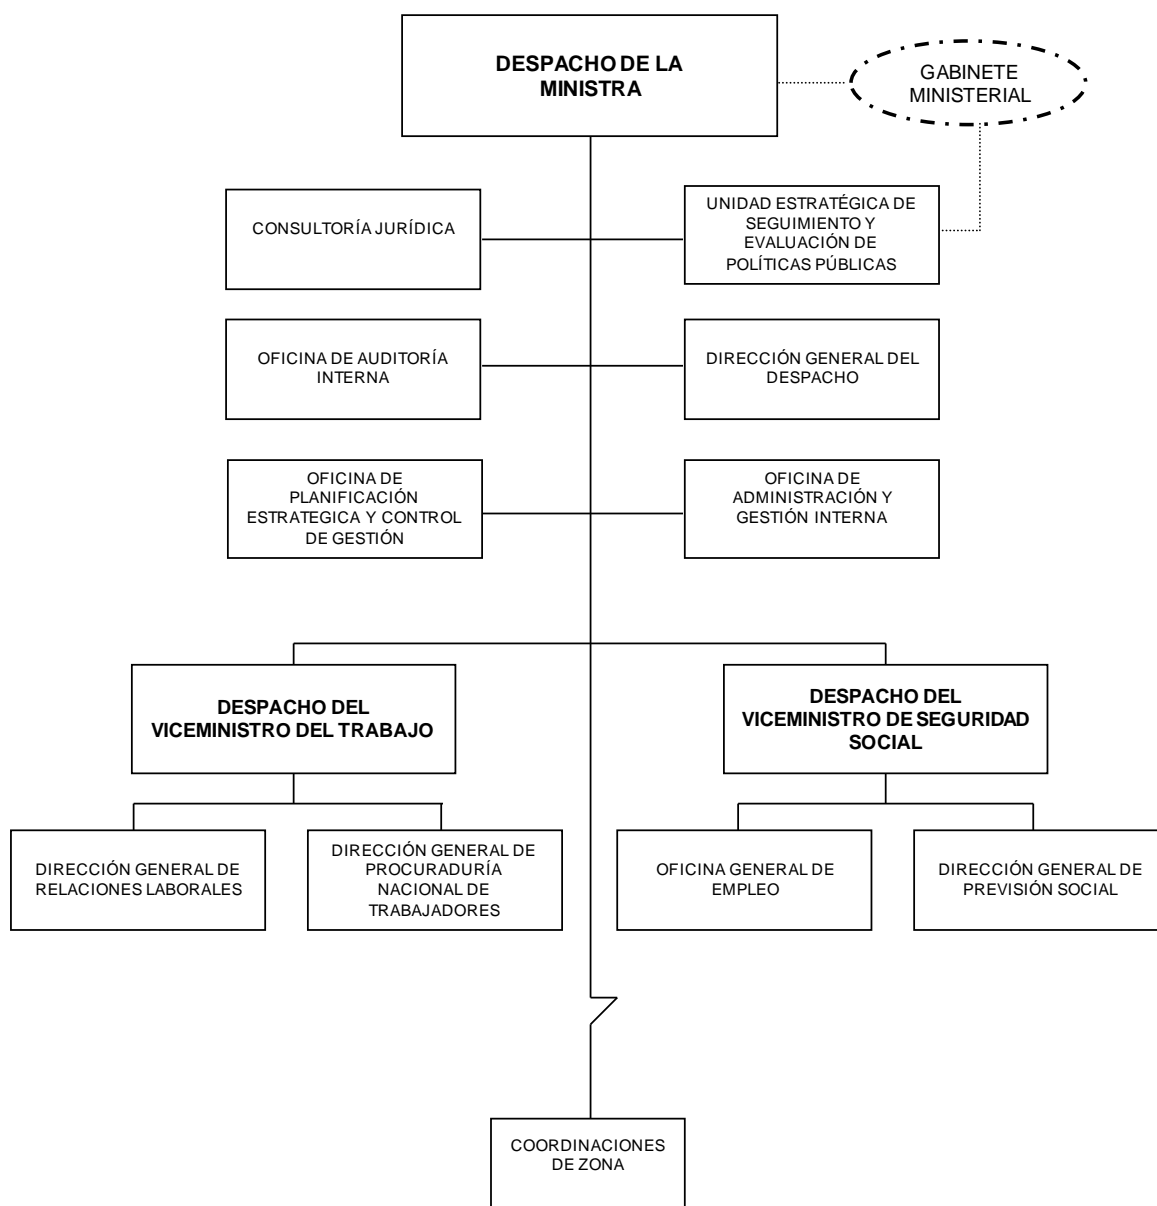 DESPACHO DE LA
MINISTRA
GABINETE
MINISTERIAL
CONSULTORÍA JURÍDICA
UNIDAD ESTRATÉGICA DE
SEGUIMIENTO Y
EVALUACIÓN DE
POLÍTICAS PÚBLICAS
OFICINA DE AUDITORÍA
INTERNA
DIRECCIÓN GENERAL DEL
DESPACHO
OFICINA DE
PLANIFICACIÓN
ESTRATEGICA Y CONTROL
DE GESTIÓN
OFICINA DE
ADMINISTRACIÓN Y
GESTIÓN INTERNA
DESPACHO DEL
VICEMINISTRO DEL TRABAJO
DESPACHO DEL
VICEMINISTRO DE SEGURIDAD
SOCIAL
DIRECCIÓN GENERAL DE
RELACIONES LABORALES
DIRECCIÓN GENERAL DE
PROCURADURÍA
NACIONAL DE
TRABAJADORES
OFICINA GENERAL DE
EMPLEO
DIRECCIÓN GENERAL DE
PREVISIÓN SOCIAL
COORDINACIONES
DE ZONA